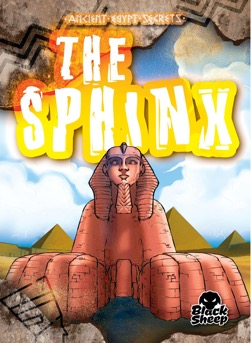 ANCIENT EGYPT SECRETS
THE
SPHINX
Black
Sheep